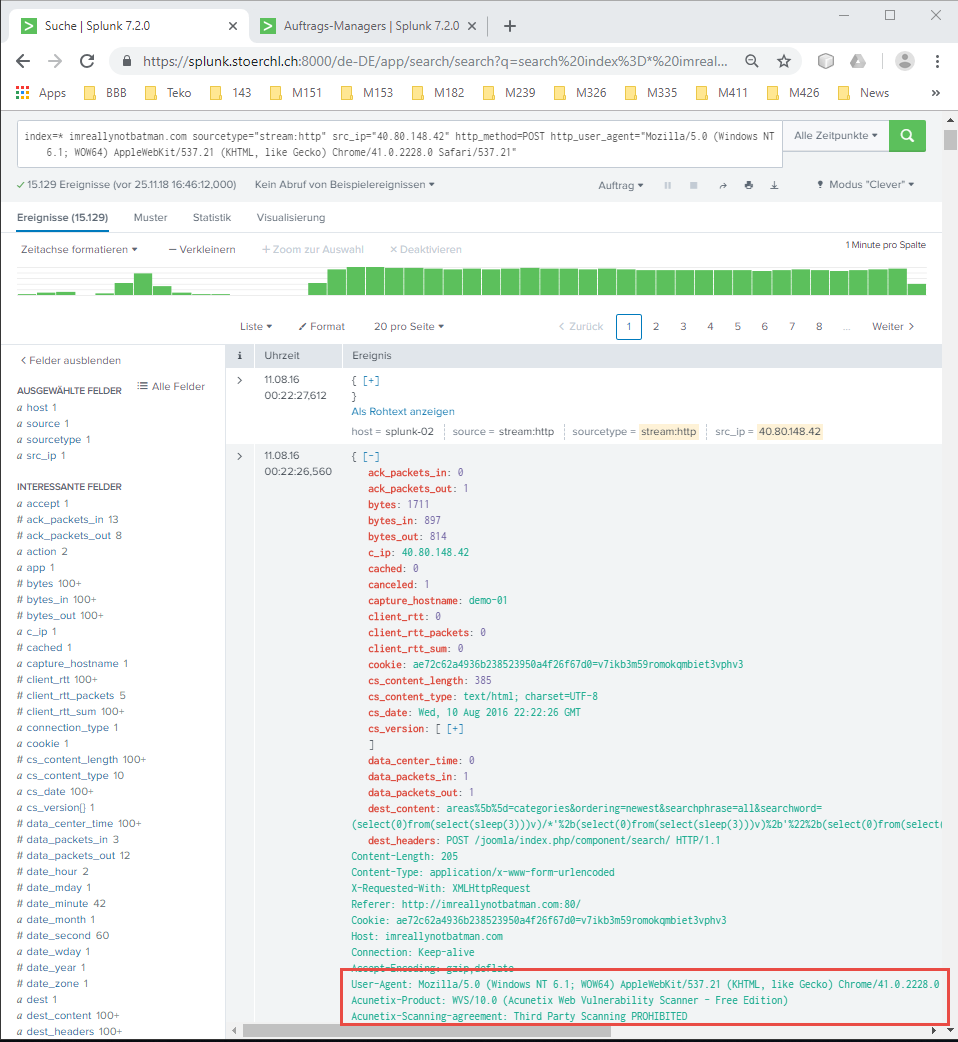 Suche | Splunk 7.2.0
Auftrags-Managers | Splunk 7.2.0
https://splunk.stoerchl.ch:8000/de-DE/app/search/search?q=search%20index%3D*%20imreal...
Apps BBB Teko 143 M151 M153 M182 M239 M326 M335 M411 M426 News »
index=* imreallynotbatman.com sourcetype="stream:http" src_ip="40.80.148.42" http_method=POST http_user_agent="Mozilla/5.0 (Windows NT
6.1; WOW64) AppleWebKit/537.21 (KHTML, like Gecko) Chrome/41.0.2228.0 Safari/537.21"
Alle Zeitpunkte
15.129 Ereignisse (vor 25.11.18 16:46:12,000) Kein Abruf von Beispielereignissen Auftrag Modus "Clever"
Ereignisse (15.129) Muster Statistik Visualisierung
Zeitachse formatieren — Verkleinern + Zoom zur Auswahl × Deaktivieren 1 Minute pro Spalte
Liste Format 20 pro Seite < Zurück 1 2 3 4 5 6 7 8 ... Weiter >
< Felder ausblenden
AUSGEWÄHLTE FELDER Alle Felder
a host 1
a source 1
a sourcetype 1
a src_ip 1
INTERESSANTE FELDER
a accept 1
# ack_packets_in 13
# ack_packets_out 8
a action 2
a app 1
# bytes 100+
# bytes_in 100+
# bytes_out 100+
a c_ip 1
# cached 1
a capture_hostname 1
# client_rtt 100+
# client_rtt_packets 5
# client_rtt_sum 100+
a connection_type 1
a cookie 1
# cs_content_length 100+
a cs_content_type 10
a cs_date 100+
a cs_version{} 1
# data_center_time 100+
# data_packets_in 3
# data_packets_out 12
# date_hour 2
# date_mday 1
# date_minute 42
a date_month 1
# date_second 60
a date_wday 1
# date_year 1
# date_zone 1
a dest 1
a dest_content 100+
a dest_headers 100+
i Uhrzeit Ereignis
> 11.08.16
00:22:27,612
{ [+]
}
Als Rohtext anzeigen
host = splunk-02 source = stream:http sourcetype = stream:http src_ip = 40.80.148.42
> 11.08.16
00:22:26,560
{ [-]
ack_packets_in: 0
ack_packets_out: 1
bytes: 1711
bytes_in: 897
bytes_out: 814
c_ip: 40.80.148.42
cached: 0
canceled: 1
capture_hostname: demo-01
client_rtt: 0
client_rtt_packets: 0
client_rtt_sum: 0
cookie: ae72c62a4936b238523950a4f26f67d0=v7ikb3m59romokqmbiet3vphv3
cs_content_length: 385
cs_content_type: text/html; charset=UTF-8
cs_date: Wed, 10 Aug 2016 22:22:26 GMT
cs_version: [ [+]
]
data_center_time: 0
data_packets_in: 1
data_packets_out: 1
dest_content: areas%5b%5d=categories&ordering=newest&searchphrase=all&searchword=
(select(0)from(select(sleep(3)))v)/*'%2b(select(0)from(select(sleep(3)))v)%2b'%22%2b(select(0)from(select
dest_headers: POST /joomla/index.php/component/search/ HTTP/1.1
Content-Length: 205
Content-Type: application/x-www-form-urlencoded
X-Requested-With: XMLHttpRequest
Referer: http://imreallynotbatman.com:80/
Cookie: ae72c62a4936b238523950a4f26f67d0=v7ikb3m59romokqmbiet3vphv3
Host: imreallynotbatman.com
Connection: Keep-alive
Accept-Encoding: gzip,deflate
User-Agent: Mozilla/5.0 (Windows NT 6.1; WOW64) AppleWebKit/537.21 (KHTML, like Gecko) Chrome/41.0.2228.0
Acunetix-Product: WVS/10.0 (Acunetix Web Vulnerability Scanner - Free Edition)
Acunetix-Scanning-agreement: Third Party Scanning PROHIBITED